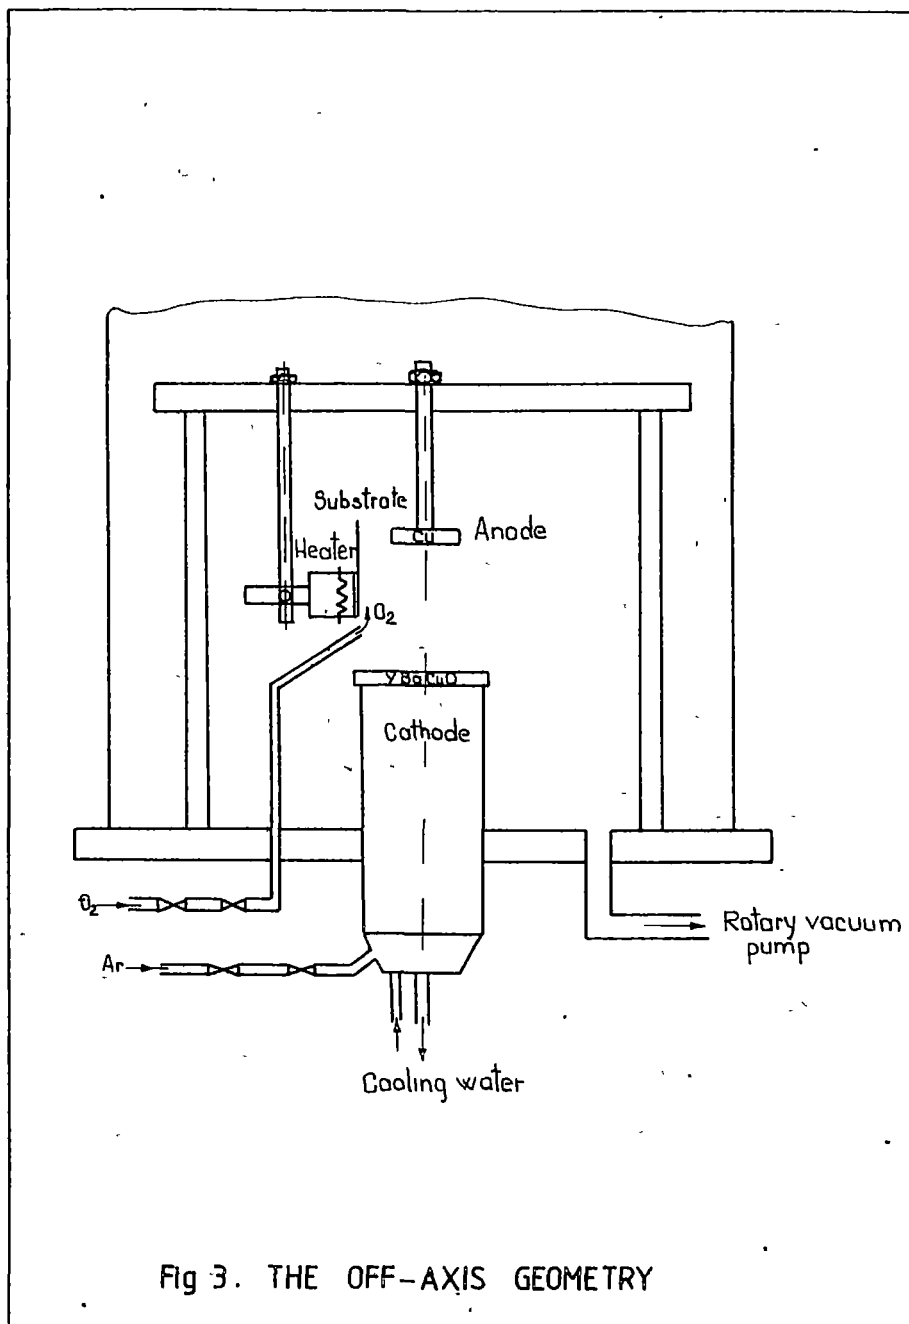 Substrate
Cu
Anode
Heater
O2
YBaCuO
Cathode
O2
Rotary vacuum
pump
Ar
Cooling water
Fig 3. THE OFF-AXIS GEOMETRY